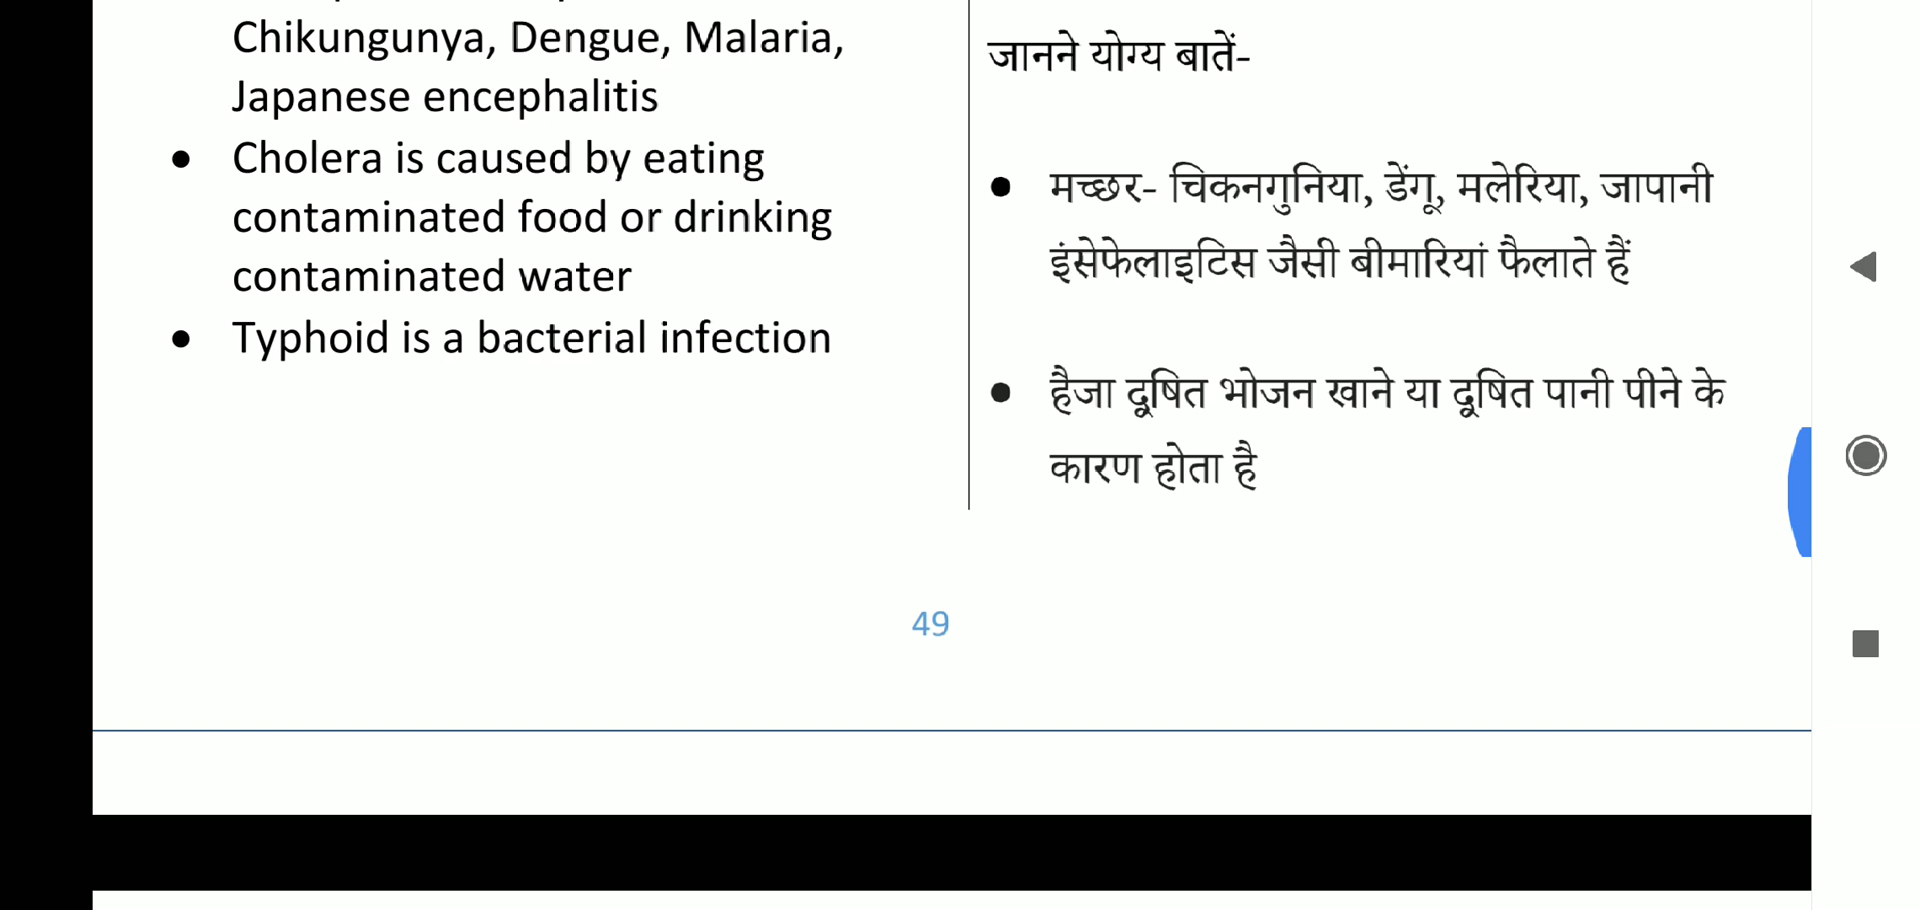 Chikungunya, Dengue, Malaria,
Japanese encephalitis
• Cholera is caused by eating
contaminated food or drinking
contaminated water
• Typhoid is a bacterial infection
जानने योग्य बातें-
• मच्छर- चिकनगुनिया, डेंगू, मलेरिया, जापानी
इंसेफेलाइटिस जैसी बीमारियां फैलाते हैं
• हैजा दूषित भोजन खाने या दूषित पानी पीने के
कारण होता है
49